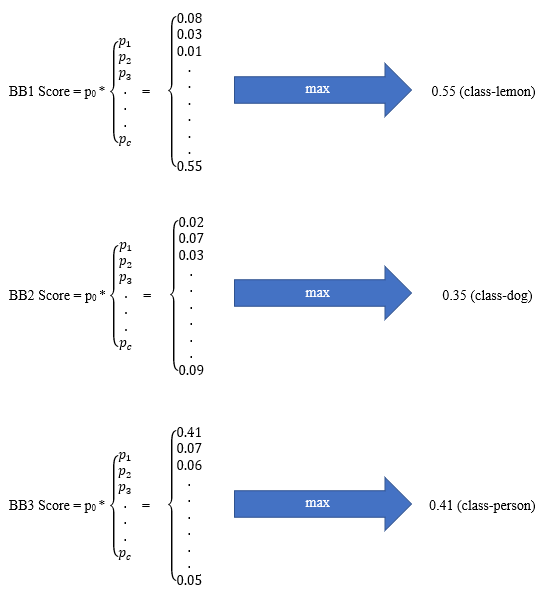 BB1 Score = p₀ * { p₁ p₂ p₃ . . . p_c = { 0.08 0.03 0.01 . . . . . . 0.55 max 0.55 (class-lemon)
BB2 Score = p₀ * { p₁ p₂ p₃ . . . p_c = { 0.02 0.07 0.03 . . . . . . 0.09 max 0.35 (class-dog)
BB3 Score = p₀ * { p₁ p₂ p₃ . . . p_c = { 0.41 0.07 0.06 . . . . . . 0.05 max 0.41 (class-person)